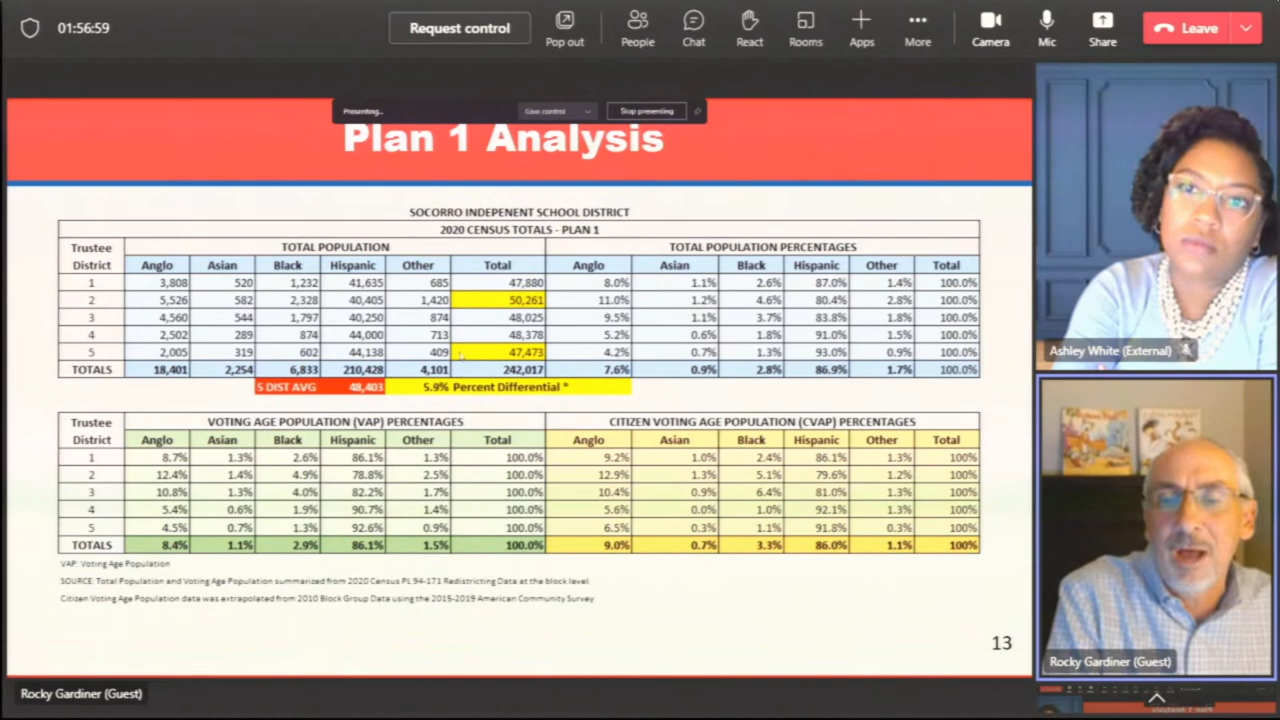 01:56:59
Request control
Pop out
People
Chat
React
Rooms
Apps
More
Camera
Mic
Share
Leave
Presenting...
Give control
Stop presenting
Plan 1 Analysis
SOCORRO INDEPENENT SCHOOL DISTRICT
2020 CENSUS TOTALS - PLAN 1
Trustee District TOTAL POPULATION TOTAL POPULATION PERCENTAGES
Anglo Asian Black Hispanic Other Total Anglo Asian Black Hispanic Other Total
1 3,808 520 1,232 41,635 685 47,880 8.0% 1.1% 2.6% 87.0% 1.4% 100.0%
2 5,526 582 2,328 40,405 1,420 50,261 11.0% 1.2% 4.6% 80.4% 2.8% 100.0%
3 4,560 544 1,797 40,250 874 48,025 9.5% 1.1% 3.7% 83.8% 1.8% 100.0%
4 2,502 289 874 44,000 713 48,378 5.2% 0.6% 1.8% 91.0% 1.5% 100.0%
5 2,005 319 602 44,138 409 47,473 4.2% 0.7% 1.3% 93.0% 0.9% 100.0%
TOTALS 18,401 2,254 6,833 210,428 4,101 242,017 7.6% 0.9% 2.8% 86.9% 1.7% 100.0%
5 DIST AVG 48,403 5.9% Percent Differential *
Trustee District VOTING AGE POPULATION (VAP) PERCENTAGES CITIZEN VOTING AGE POPULATION (CVAP) PERCENTAGES
Anglo Asian Black Hispanic Other Total Anglo Asian Black Hispanic Other Total
1 8.7% 1.3% 2.6% 86.1% 1.3% 100.0% 9.2% 1.0% 2.4% 86.1% 1.3% 100%
2 12.4% 1.4% 4.9% 78.8% 2.5% 100.0% 12.9% 1.3% 5.1% 79.6% 1.2% 100%
3 10.8% 1.3% 4.0% 82.2% 1.7% 100.0% 10.4% 0.9% 6.4% 81.0% 1.3% 100%
4 5.4% 0.6% 1.9% 90.7% 1.4% 100.0% 5.6% 0.0% 1.0% 92.1% 1.3% 100%
5 4.5% 0.7% 1.3% 92.6% 0.9% 100.0% 6.5% 0.3% 1.1% 91.8% 0.3% 100%
TOTALS 8.4% 1.1% 2.9% 86.1% 1.5% 100.0% 9.0% 0.7% 3.3% 86.0% 1.1% 100%
VAP: Voting Age Population
SOURCE: Total Population and Voting Age Population summarized from 2020 Census PL 94-171 Redistricting Data at the block level.
Citizen Voting Age Population data was extrapolated from 2010 Block Group Data using the 2015-2019 American Community Survey
13
Ashley White (External)
Rocky Gardiner (Guest)
Rocky Gardiner (Guest)